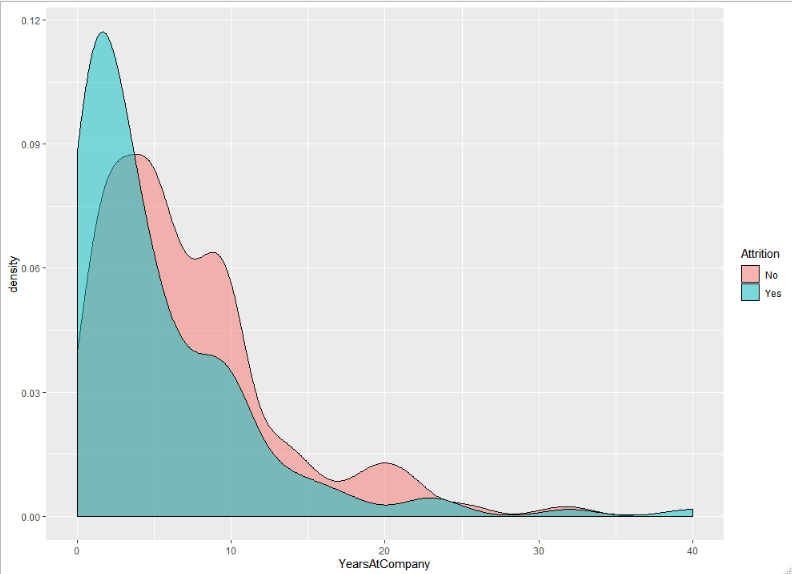 0.12
0.09
0.06
0.03
0.00
density
0 10 20 30 40
YearsAtCompany
Attrition
No
Yes